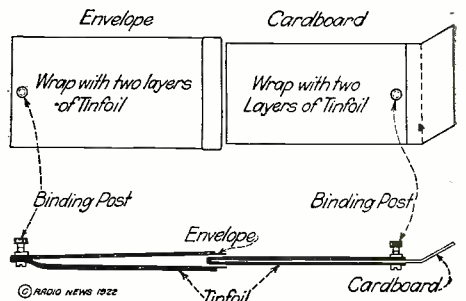 Envelope
Cardboard
Wrap with two layers
of Tinfoil
Wrap with two
Layers of Tinfoil
Binding Post
Binding Post
Envelope
© RADIO NEWS 1922
Tinfoil
Cardboard